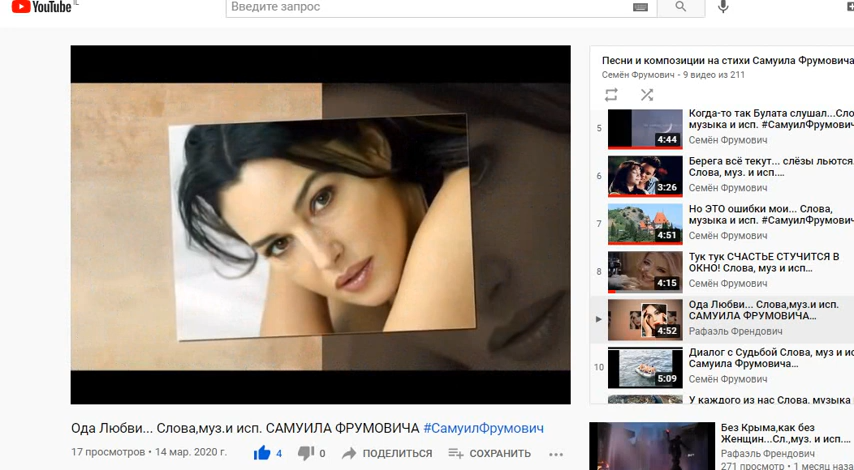 YouTube IL
Введите запрос
Песни и композиции на стихи Самуила Фрумовича
Семён Фрумович - 9 видео из 211
5
Когда-то так Булата слушал...Сло
музыка и исп. #СамуилФрумович
4:44
Семён Фрумович
6
Берега всё текут... слёзы льются.
Слова, муз. и исп....
3:26
Семён Фрумович
7
Но ЭТО ошибки мои... Слова,
музыка и исп. #СамуилФрумович
4:51
Семён Фрумович
8
Тук тук СЧАСТЬЕ СТУЧИТСЯ В
ОКНО! Слова, муз и исп...
4:15
Семён Фрумович
Ода Любви... Слова,муз.и исп.
САМУИЛА ФРУМОВИЧА...
4:52
Рафаэль Френдович
10
Диалог с Судьбой Слова, муз и ис
Самуила Фрумовича...
5:09
Семён Фрумович
У каждого из нас Слова, музыка
Ода Любви... Слова,муз.и исп. САМУИЛА ФРУМОВИЧА #СамуилФрумович
17 просмотров • 14 мар. 2020 г.
4
0
ПОДЕЛИТЬСЯ
СОХРАНИТЬ
Без Крыма,как без
Женщин...Сл.,муз. и исп....
Рафаэль Френдович
271 просмотр • 1 месяц наза